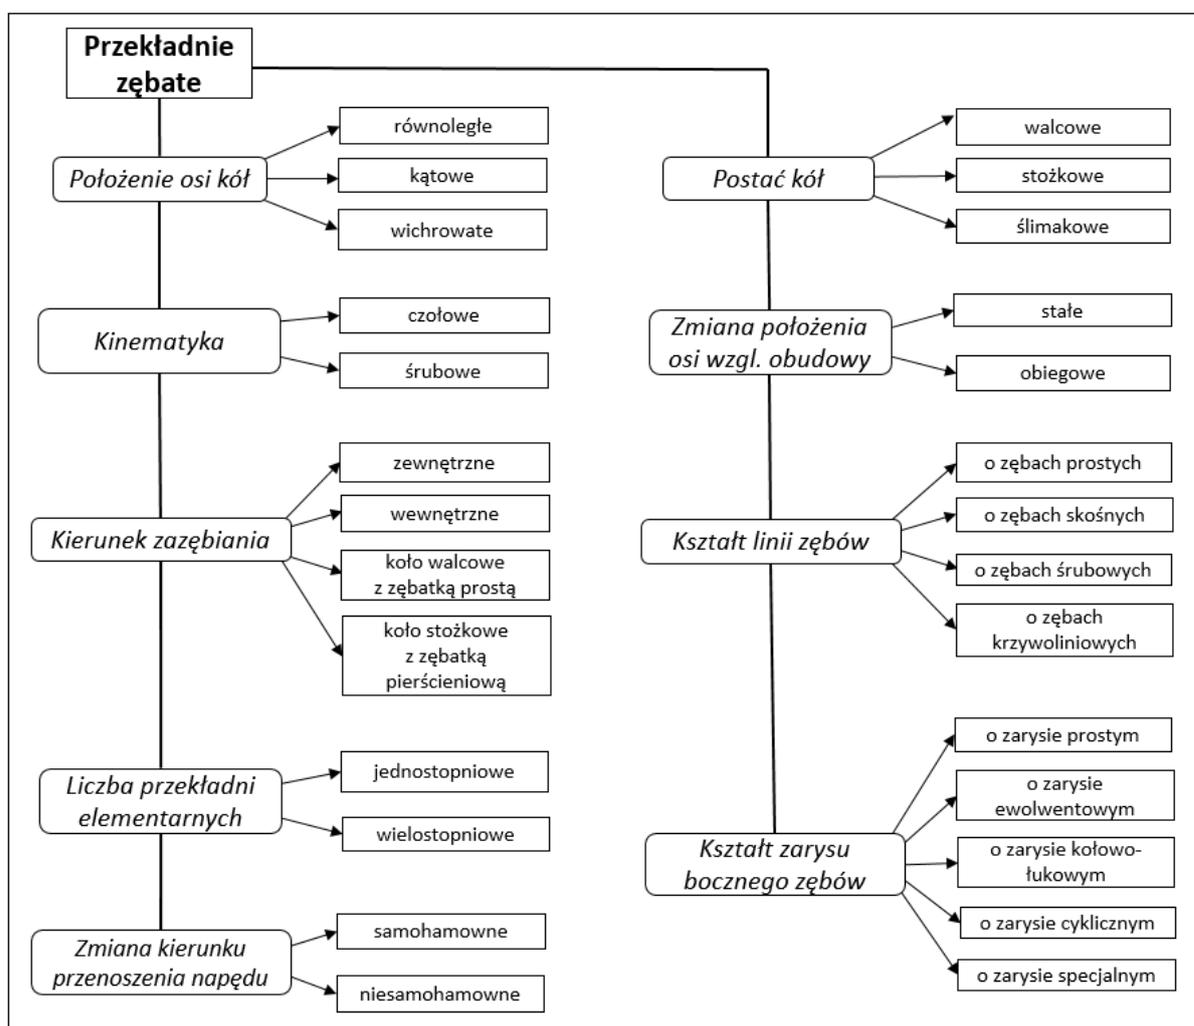 Przekładnie
zębate
Położenie osi kół
równoległe
kątowe
wichrowate
Kinematyka
czołowe
śrubowe
Kierunek zazębiania
zewnętrzne
wewnętrzne
koło walcowe
z zębatką prostą
koło stożkowe
z zębatką
pierścieniową
Liczba przekładni
elementarnych
jednostopniowe
wielostopniowe
Zmiana kierunku
przenoszenia napędu
samohamowne
niesamohamowne
Postać kół
walcowe
stożkowe
ślimakowe
Zmiana położenia
osi wzgl. obudowy
stałe
obiegowe
Kształt linii zębów
o zębach prostych
o zębach skośnych
o zębach śrubowych
o zębach
krzywoliniowych
Kształt zarysu
bocznego zębów
o zarysie prostym
o zarysie
ewolwentowym
o zarysie kołowo-
łukowym
o zarysie cyklicznym
o zarysie specjalnym